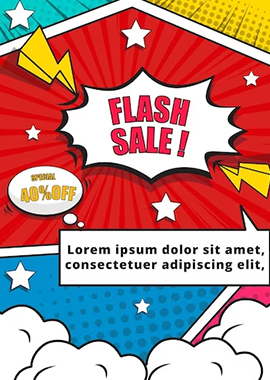 FLASH
SALE!
SPECIAL
40%OFF
Lorem ipsum dolor sit amet,
consectetuer adipiscing elit,